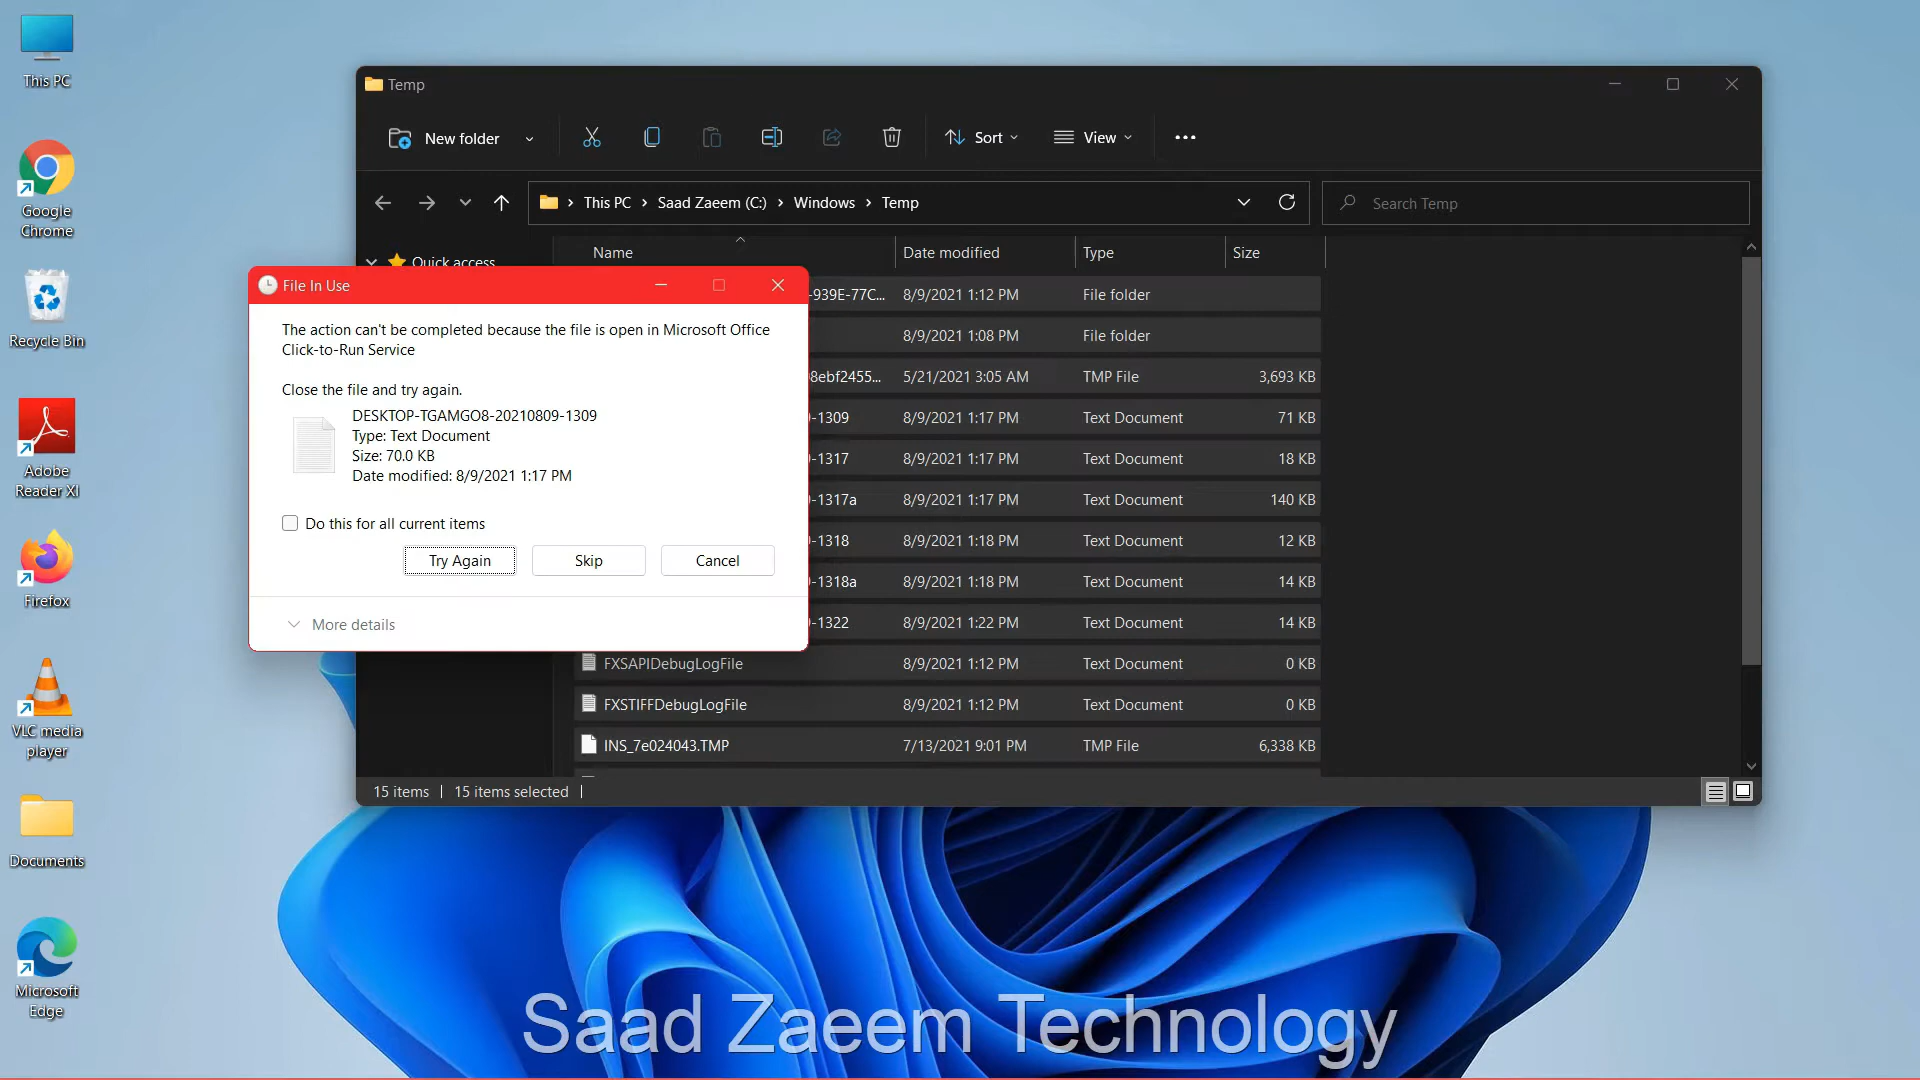 This PC
Google
Chrome
Recycle Bin
Adobe
Reader XI
Firefox
VLC media
player
Documents
Microsoft
Edge
Temp
New folder
Sort
View
This PC > Saad Zaeem (C:) > Windows > Temp
Search Temp
Quick access
Name Date modified Type Size
-939E-77C... 8/9/2021 1:12 PM File folder
8/9/2021 1:08 PM File folder
8ebf2455... 5/21/2021 3:05 AM TMP File 3,693 KB
-1309 8/9/2021 1:17 PM Text Document 71 KB
-1317 8/9/2021 1:17 PM Text Document 18 KB
-1317a 8/9/2021 1:17 PM Text Document 140 KB
-1318 8/9/2021 1:18 PM Text Document 12 KB
-1318a 8/9/2021 1:18 PM Text Document 14 KB
-1322 8/9/2021 1:22 PM Text Document 14 KB
FXSAPIDebugLogFile 8/9/2021 1:12 PM Text Document 0 KB
FXSTIFFDebugLogFile 8/9/2021 1:12 PM Text Document 0 KB
INS_7e024043.TMP 7/13/2021 9:01 PM TMP File 6,338 KB
15 items | 15 items selected |
File In Use
The action can't be completed because the file is open in Microsoft Office
Click-to-Run Service
Close the file and try again.
DESKTOP-TGAMGO8-20210809-1309
Type: Text Document
Size: 70.0 KB
Date modified: 8/9/2021 1:17 PM
Do this for all current items
Try Again Skip Cancel
More details
Saad Zaeem Technology